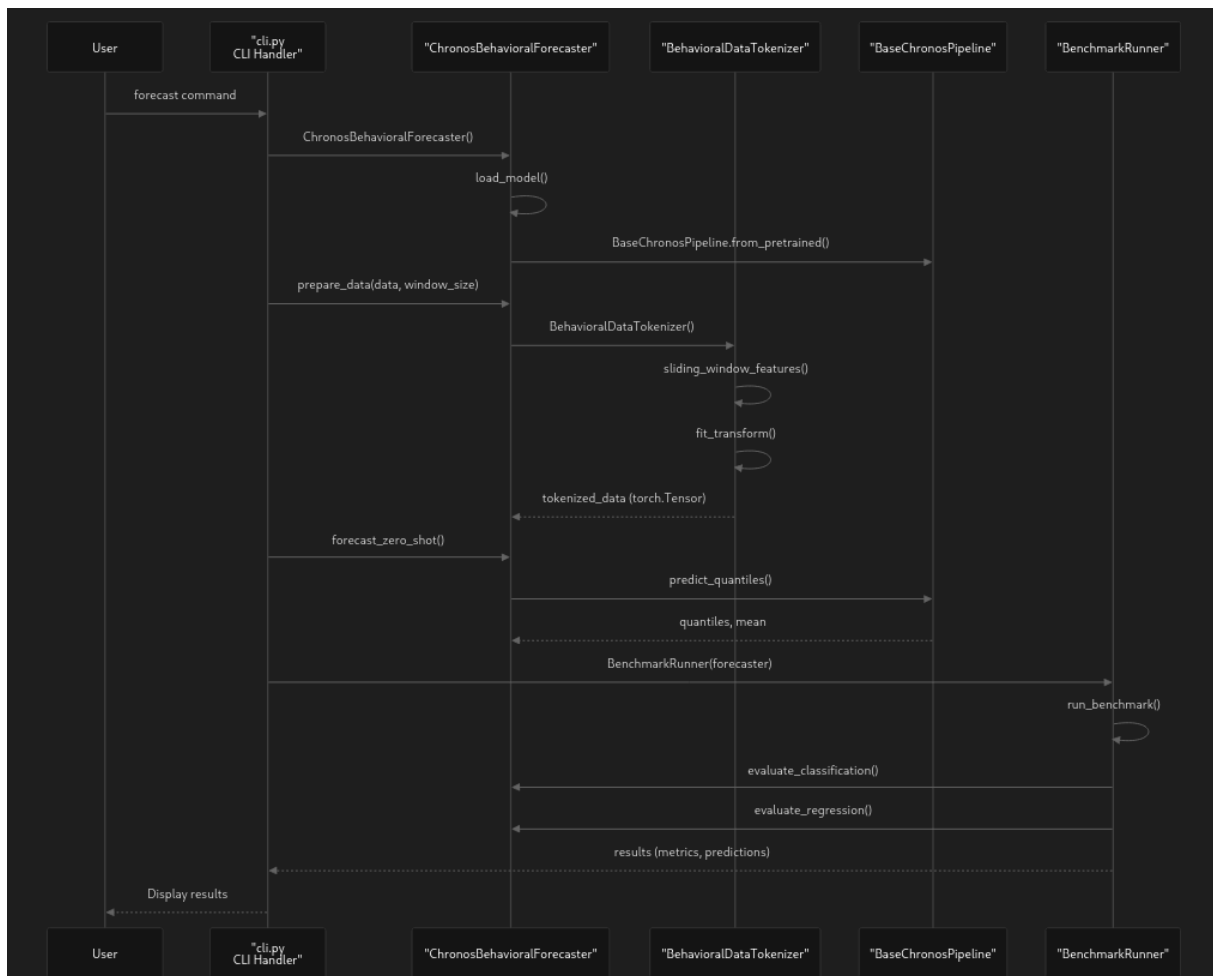 User
"cli.py
CLI Handler"
"ChronosBehavioralForecaster"
"BehavioralDataTokenizer"
"BaseChronosPipeline"
"BenchmarkRunner"
forecast command
ChronosBehavioralForecaster()
load_model()
BaseChronosPipeline.from_pretrained()
prepare_data(data, window_size)
BehavioralDataTokenizer()
sliding_window_features()
fit_transform()
tokenized_data (torch.Tensor)
forecast_zero_shot()
predict_quantiles()
quantiles, mean
BenchmarkRunner(forecaster)
run_benchmark()
evaluate_classification()
evaluate_regression()
results (metrics, predictions)
Display results
User
"cli.py
CLI Handler"
"ChronosBehavioralForecaster"
"BehavioralDataTokenizer"
"BaseChronosPipeline"
"BenchmarkRunner"